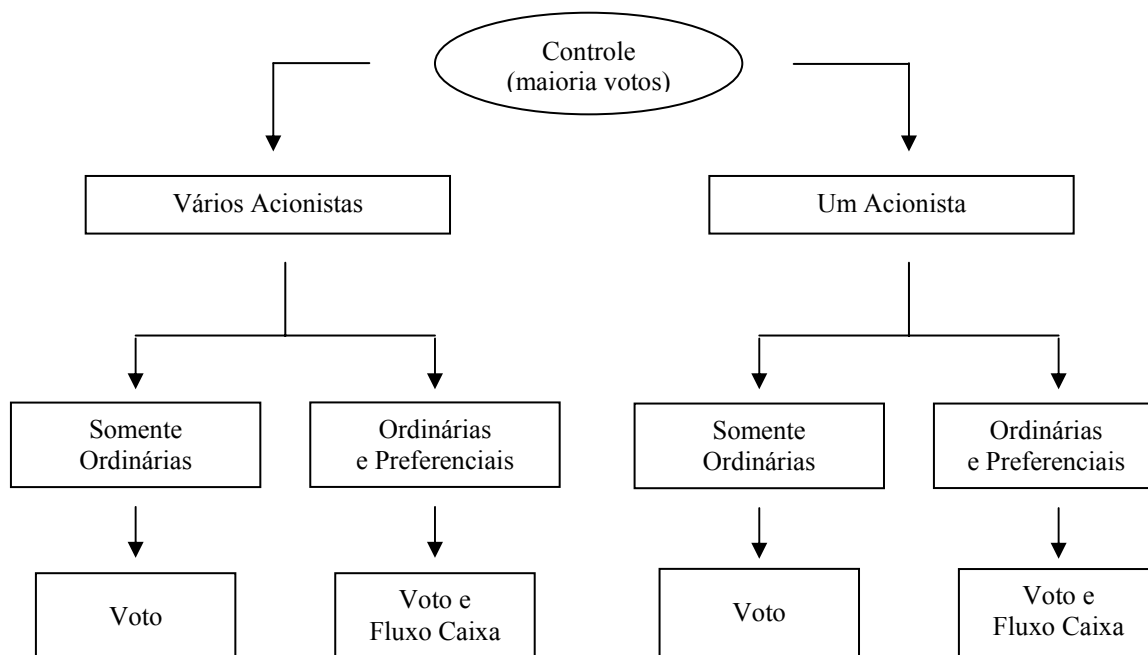 Controle
(maioria votos)
Vários Acionistas
Um Acionista
Somente
Ordinárias
Ordinárias
e Preferenciais
Somente
Ordinárias
Ordinárias
e Preferenciais
Voto
Voto e
Fluxo Caixa
Voto
Voto e
Fluxo Caixa